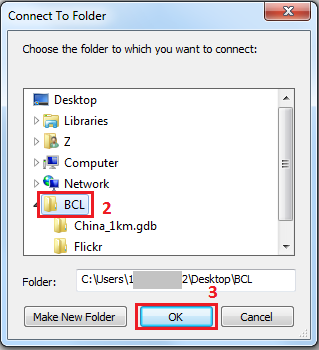 Connect To Folder
Choose the folder to which you want to connect:
Desktop
Libraries
Z
Computer
Network
BCL
2
China_1km.gdb
Flickr
Folder:
C:\Users\1 2\Desktop\BCL
3
Make New Folder
OK
Cancel